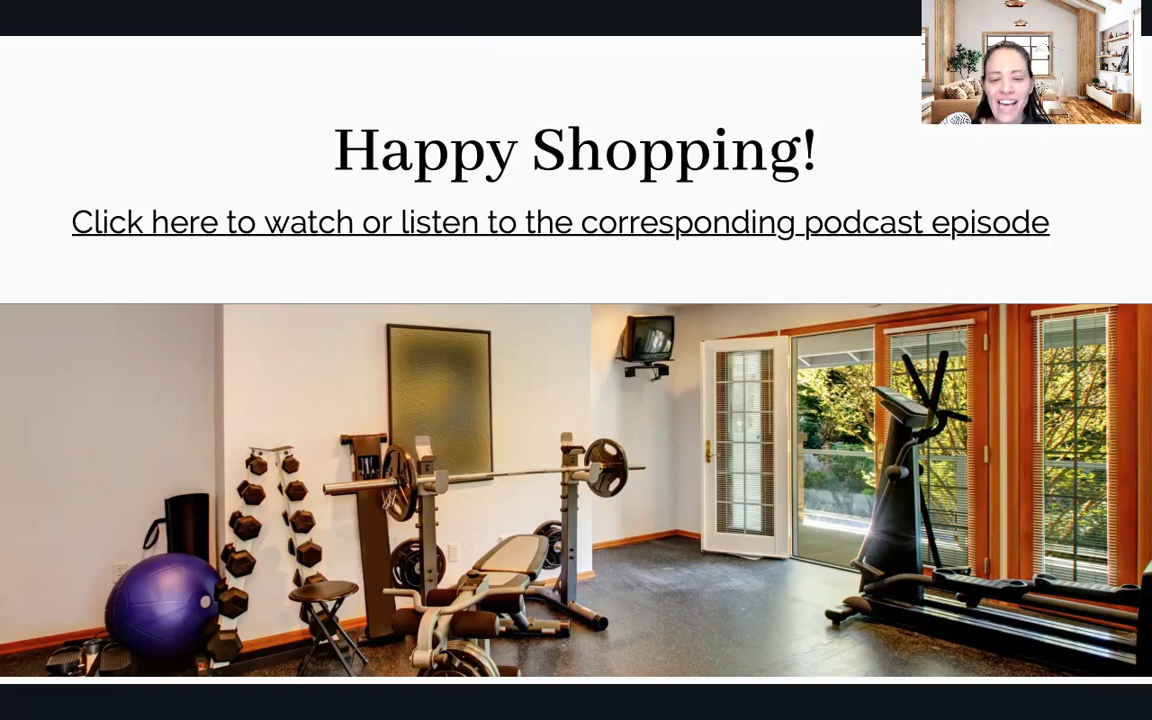 Happy Shopping!
Click here to watch or listen to the corresponding podcast episode